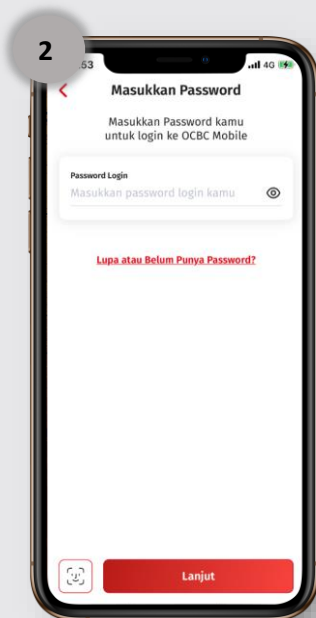 2
53
4G
Masukkan Password
Masukkan Password kamu
untuk login ke OCBC Mobile
Password Login
Masukkan password login kamu
Lupa atau Belum Punya Password?
Lanjut